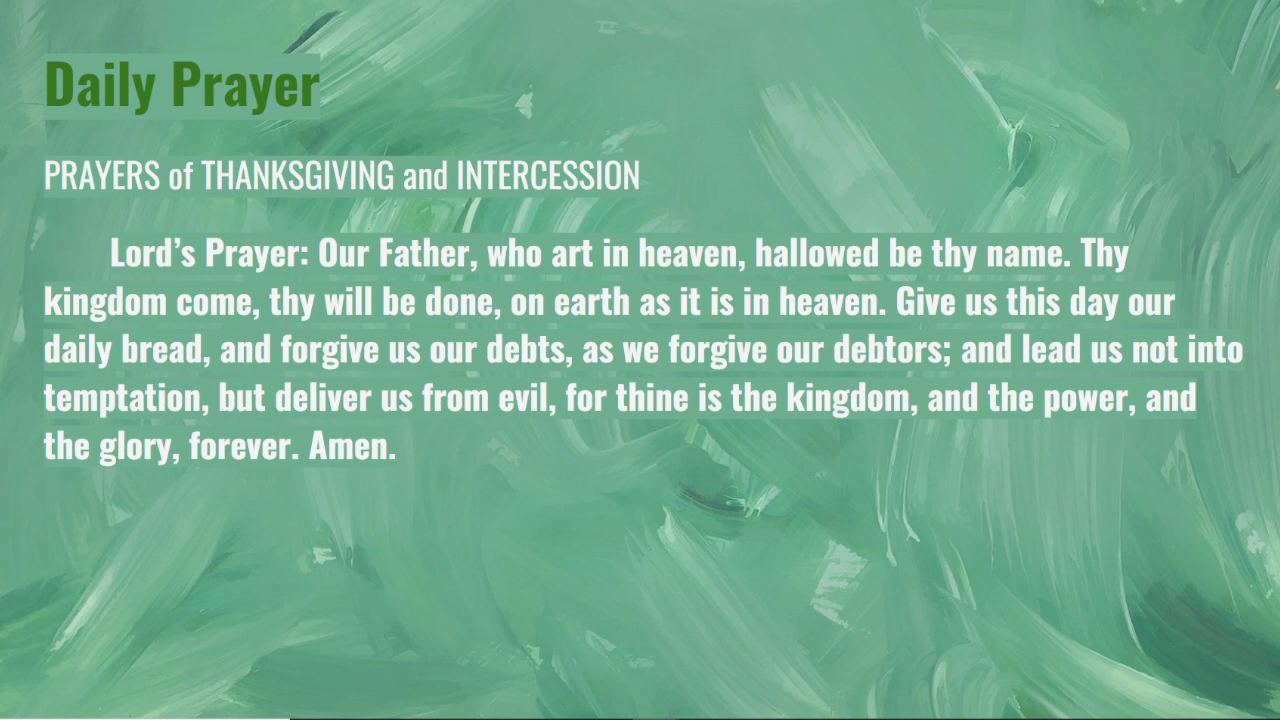 Daily Prayer
PRAYERS of THANKSGIVING and INTERCESSION
Lord’s Prayer: Our Father, who art in heaven, hallowed be thy name. Thy
kingdom come, thy will be done, on earth as it is in heaven. Give us this day our
daily bread, and forgive us our debts, as we forgive our debtors; and lead us not into
temptation, but deliver us from evil, for thine is the kingdom, and the power, and
the glory, forever. Amen.